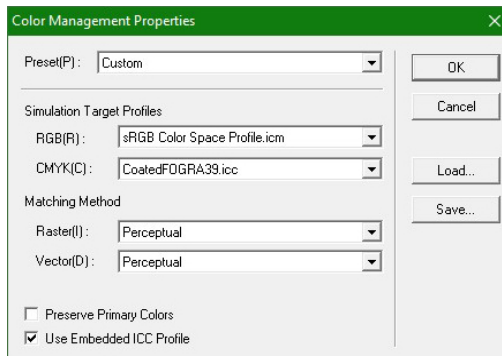 Color Management Properties
Preset(P) : Custom
OK
Cancel
Simulation Target Profiles
RGB(R) : sRGB Color Space Profile.icm
CMYK(C) : CoatedFOGRA39.icc
Load...
Matching Method
Save...
Raster(I) : Perceptual
Vector(D) : Perceptual
Preserve Primary Colors
Use Embedded ICC Profile